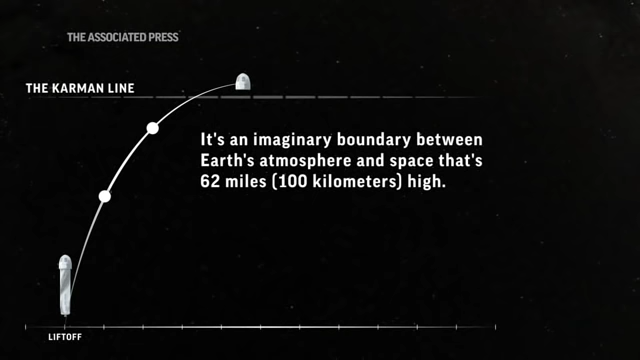 THE ASSOCIATED PRESS
THE KARMAN LINE
It's an imaginary boundary between
Earth's atmosphere and space that's
62 miles (100 kilometers) high.
LIFTOFF